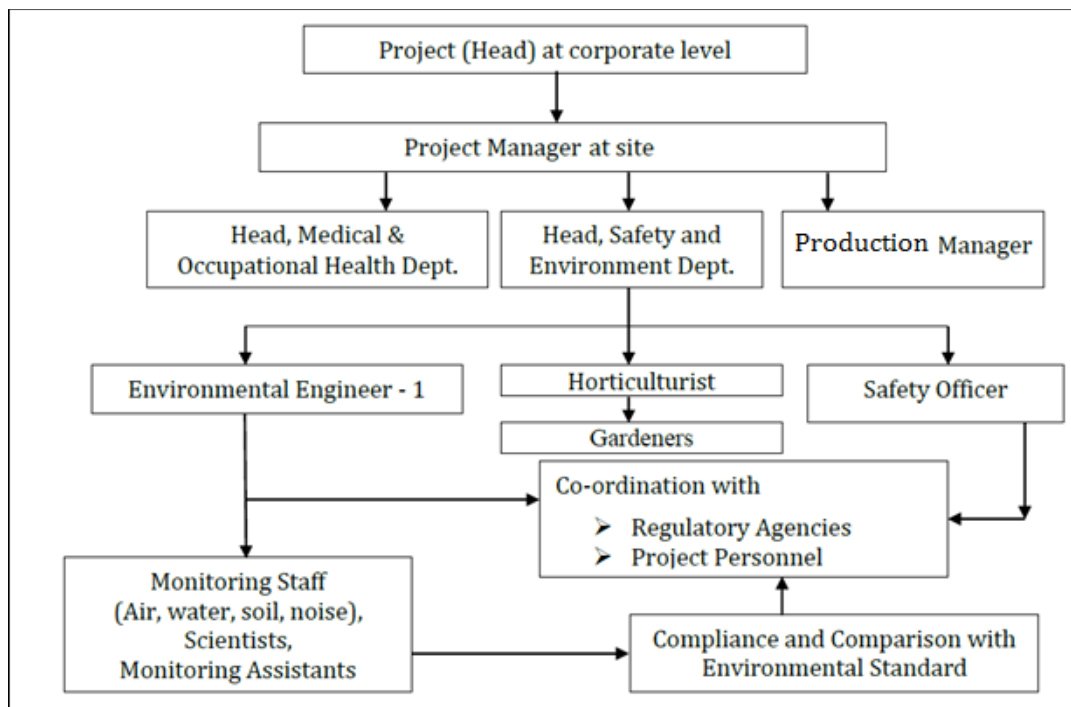 Project (Head) at corporate level
Project Manager at site
Head, Medical &
Occupational Health Dept.
Head, Safety and
Environment Dept.
Production Manager
Environmental Engineer - 1
Horticulturist
Safety Officer
Gardeners
Co-ordination with
➢ Regulatory Agencies
➢ Project Personnel
Monitoring Staff
(Air, water, soil, noise),
Scientists,
Monitoring Assistants
Compliance and Comparison with
Environmental Standard